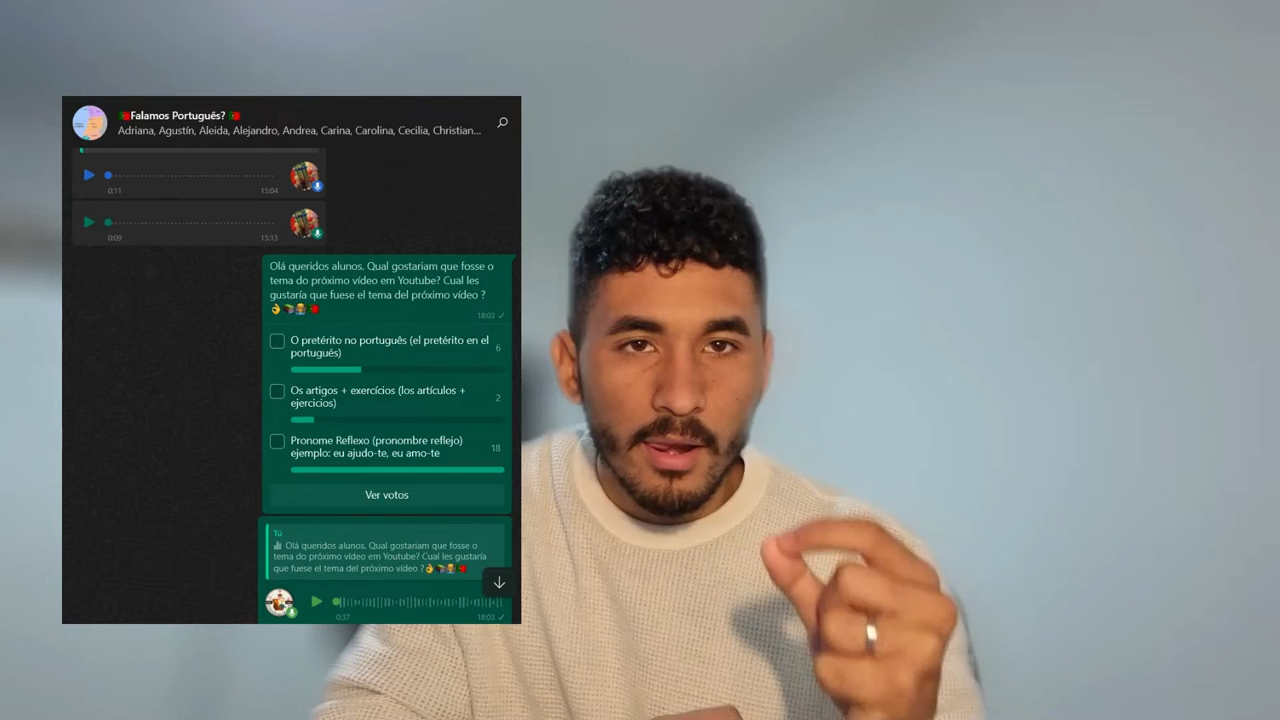 🇵🇹Falamos Português? 🇵🇹
Adriana, Agustín, Aleida, Alejandro, Andrea, Carina, Carolina, Cecilia, Christian...
0:11 15:04
0:09 15:13
Olá queridos alunos. Qual gostariam que fosse o
tema do próximo vídeo em Youtube? Cual les
gustaría que fuese el tema del próximo vídeo ?
18:03
O pretérito no português (el pretérito en el
portugués)
6
Os artigos + exercícios (los artículos +
ejercicios)
2
Pronome Reflexo (pronombre reflejo)
ejemplo: eu ajudo-te, eu amo-te
18
Ver votos
Tú
Olá queridos alunos. Qual gostariam que fosse o
tema do próximo vídeo em Youtube? Cual les gustaría
que fuese el tema del próximo vídeo ?
0:37 18:03